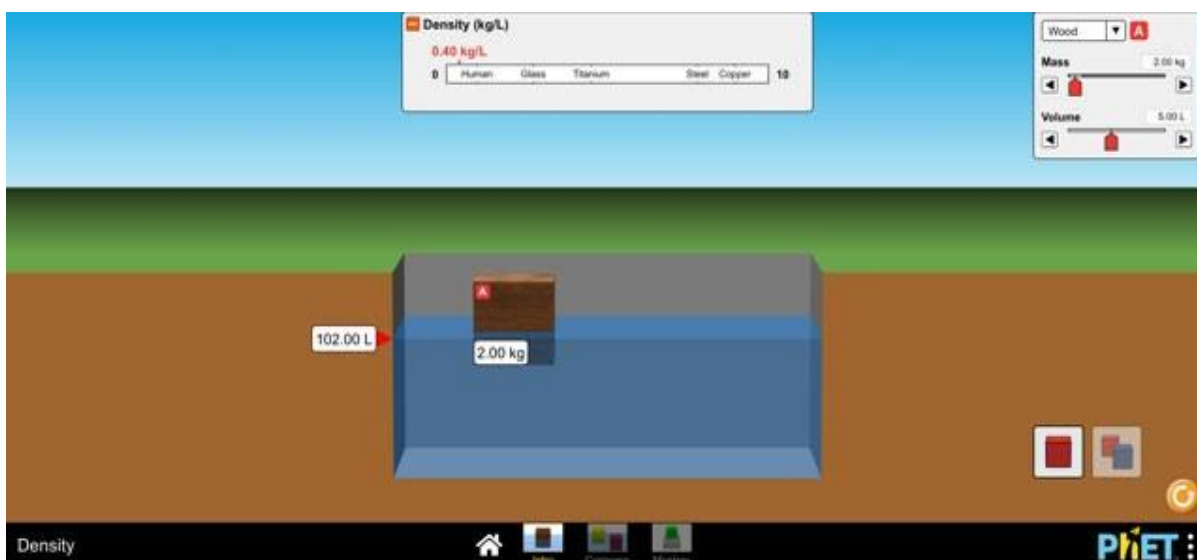 Density (kg/L)
0.40 kg/L
0 Human Glass Titanium Steel Copper 10
Wood A
Mass 2.00 kg
Volume 5.00 L
A
102.00 L
2.00 kg
Density
PhET